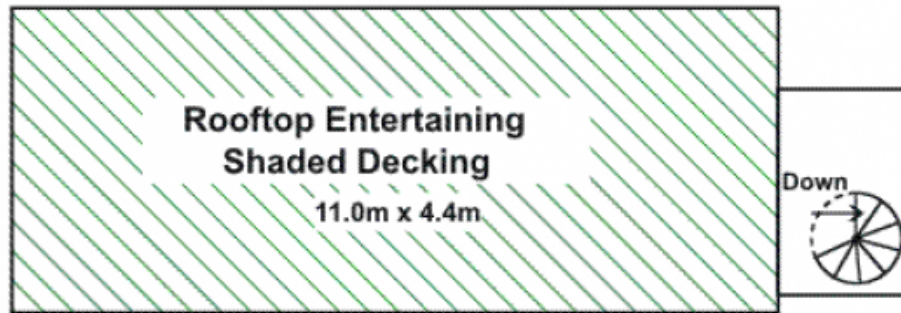 Rooftop Entertaining
Shaded Decking
11.0m x 4.4m
Down